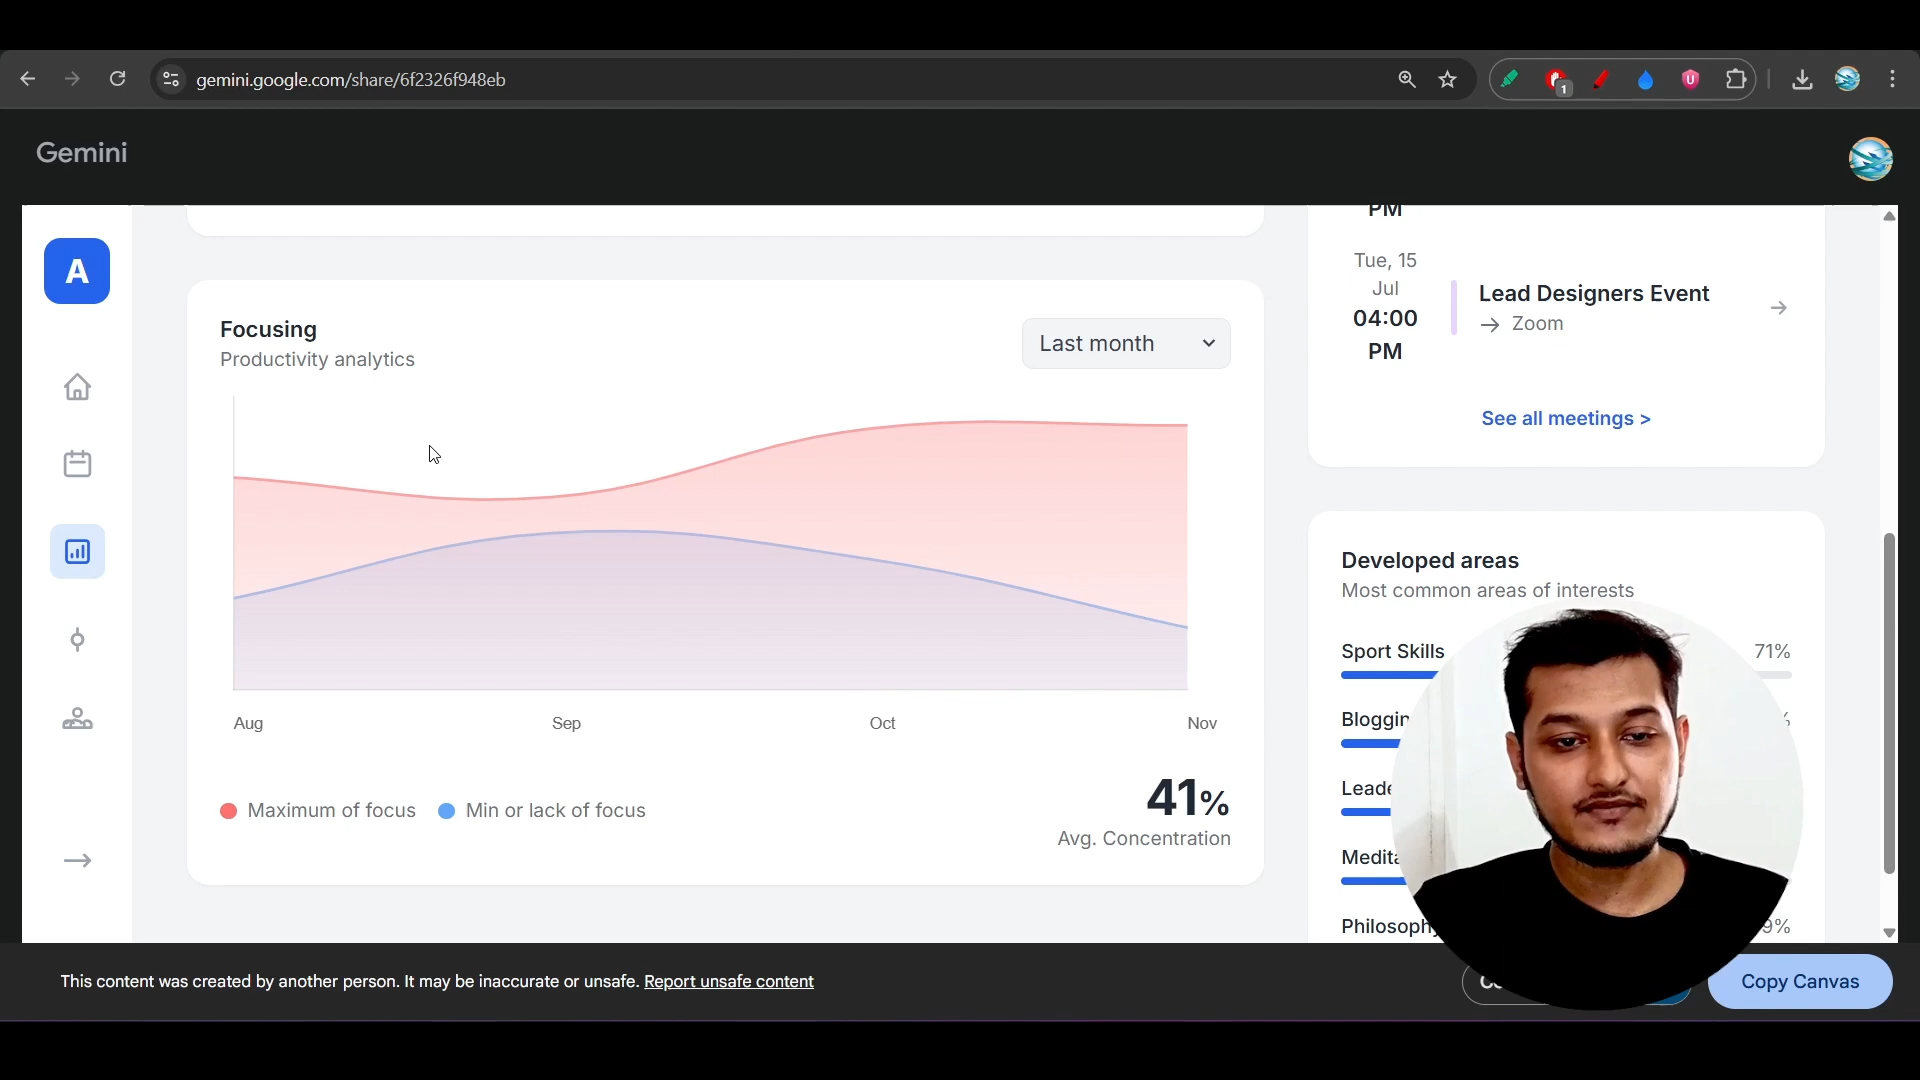 gemini.google.com/share/6f2326f948eb
1
U
Gemini
A
PM
Tue, 15
Jul
04:00
PM
Lead Designers Event
→ Zoom
See all meetings >
Focusing
Productivity analytics
Last month
Aug Sep Oct Nov
Maximum of focus
Min or lack of focus
41%
Avg. Concentration
Developed areas
Most common areas of interests
Sport Skills 71%
This content was created by another person. It may be inaccurate or unsafe. Report unsafe content
Copy Canvas